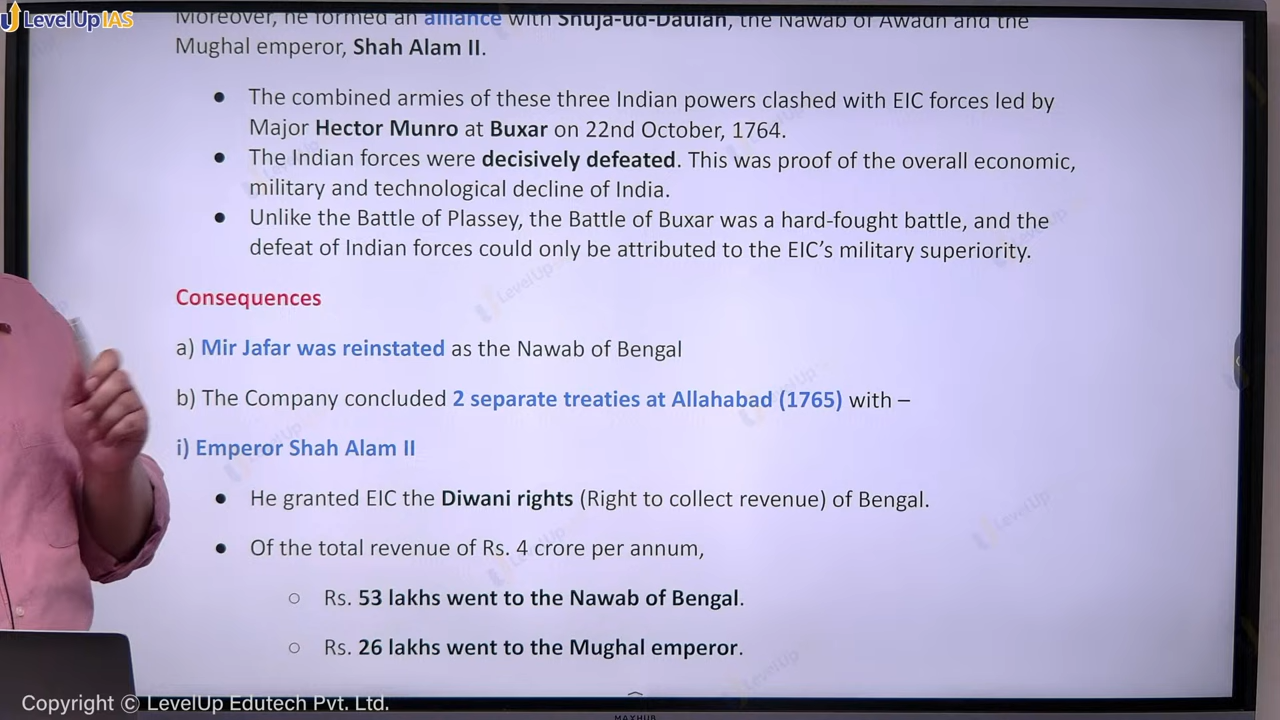 LevelUp IAS
Moreover, he formed an alliance with Shuja-ud-Daulah, the Nawab of Awadh and the
Mughal emperor, Shah Alam II.
● The combined armies of these three Indian powers clashed with EIC forces led by
Major Hector Munro at Buxar on 22nd October, 1764.
● The Indian forces were decisively defeated. This was proof of the overall economic,
military and technological decline of India.
● Unlike the Battle of Plassey, the Battle of Buxar was a hard-fought battle, and the
defeat of Indian forces could only be attributed to the EIC’s military superiority.
Consequences
a) Mir Jafar was reinstated as the Nawab of Bengal
b) The Company concluded 2 separate treaties at Allahabad (1765) with –
i) Emperor Shah Alam II
● He granted EIC the Diwani rights (Right to collect revenue) of Bengal.
● Of the total revenue of Rs. 4 crore per annum,
○ Rs. 53 lakhs went to the Nawab of Bengal.
○ Rs. 26 lakhs went to the Mughal emperor.
Copyright © LevelUp Edutech Pvt. Ltd.
MAXHUB